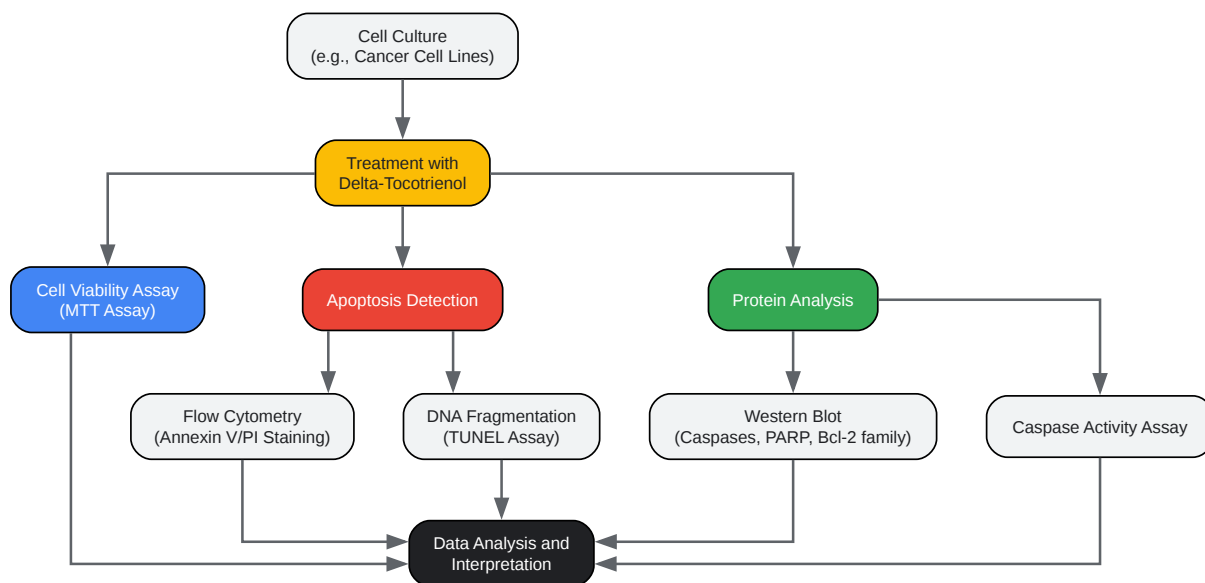 Cell Culture
(e.g., Cancer Cell Lines)
Treatment with
Delta-Tocotrienol
Cell Viability Assay
(MTT Assay)
Apoptosis Detection
Protein Analysis
Flow Cytometry
(Annexin V/PI Staining)
DNA Fragmentation
(TUNEL Assay)
Western Blot
(Caspases, PARP, Bcl-2 family)
Caspase Activity Assay
Data Analysis and
Interpretation